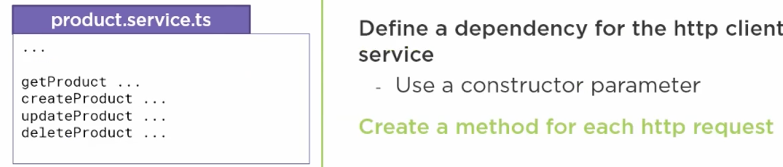 product.service.ts
...
getProduct ...
createProduct ...
updateProduct ...
deleteProduct ...
Define a dependency for the http client
service
- Use a constructor parameter
Create a method for each http request